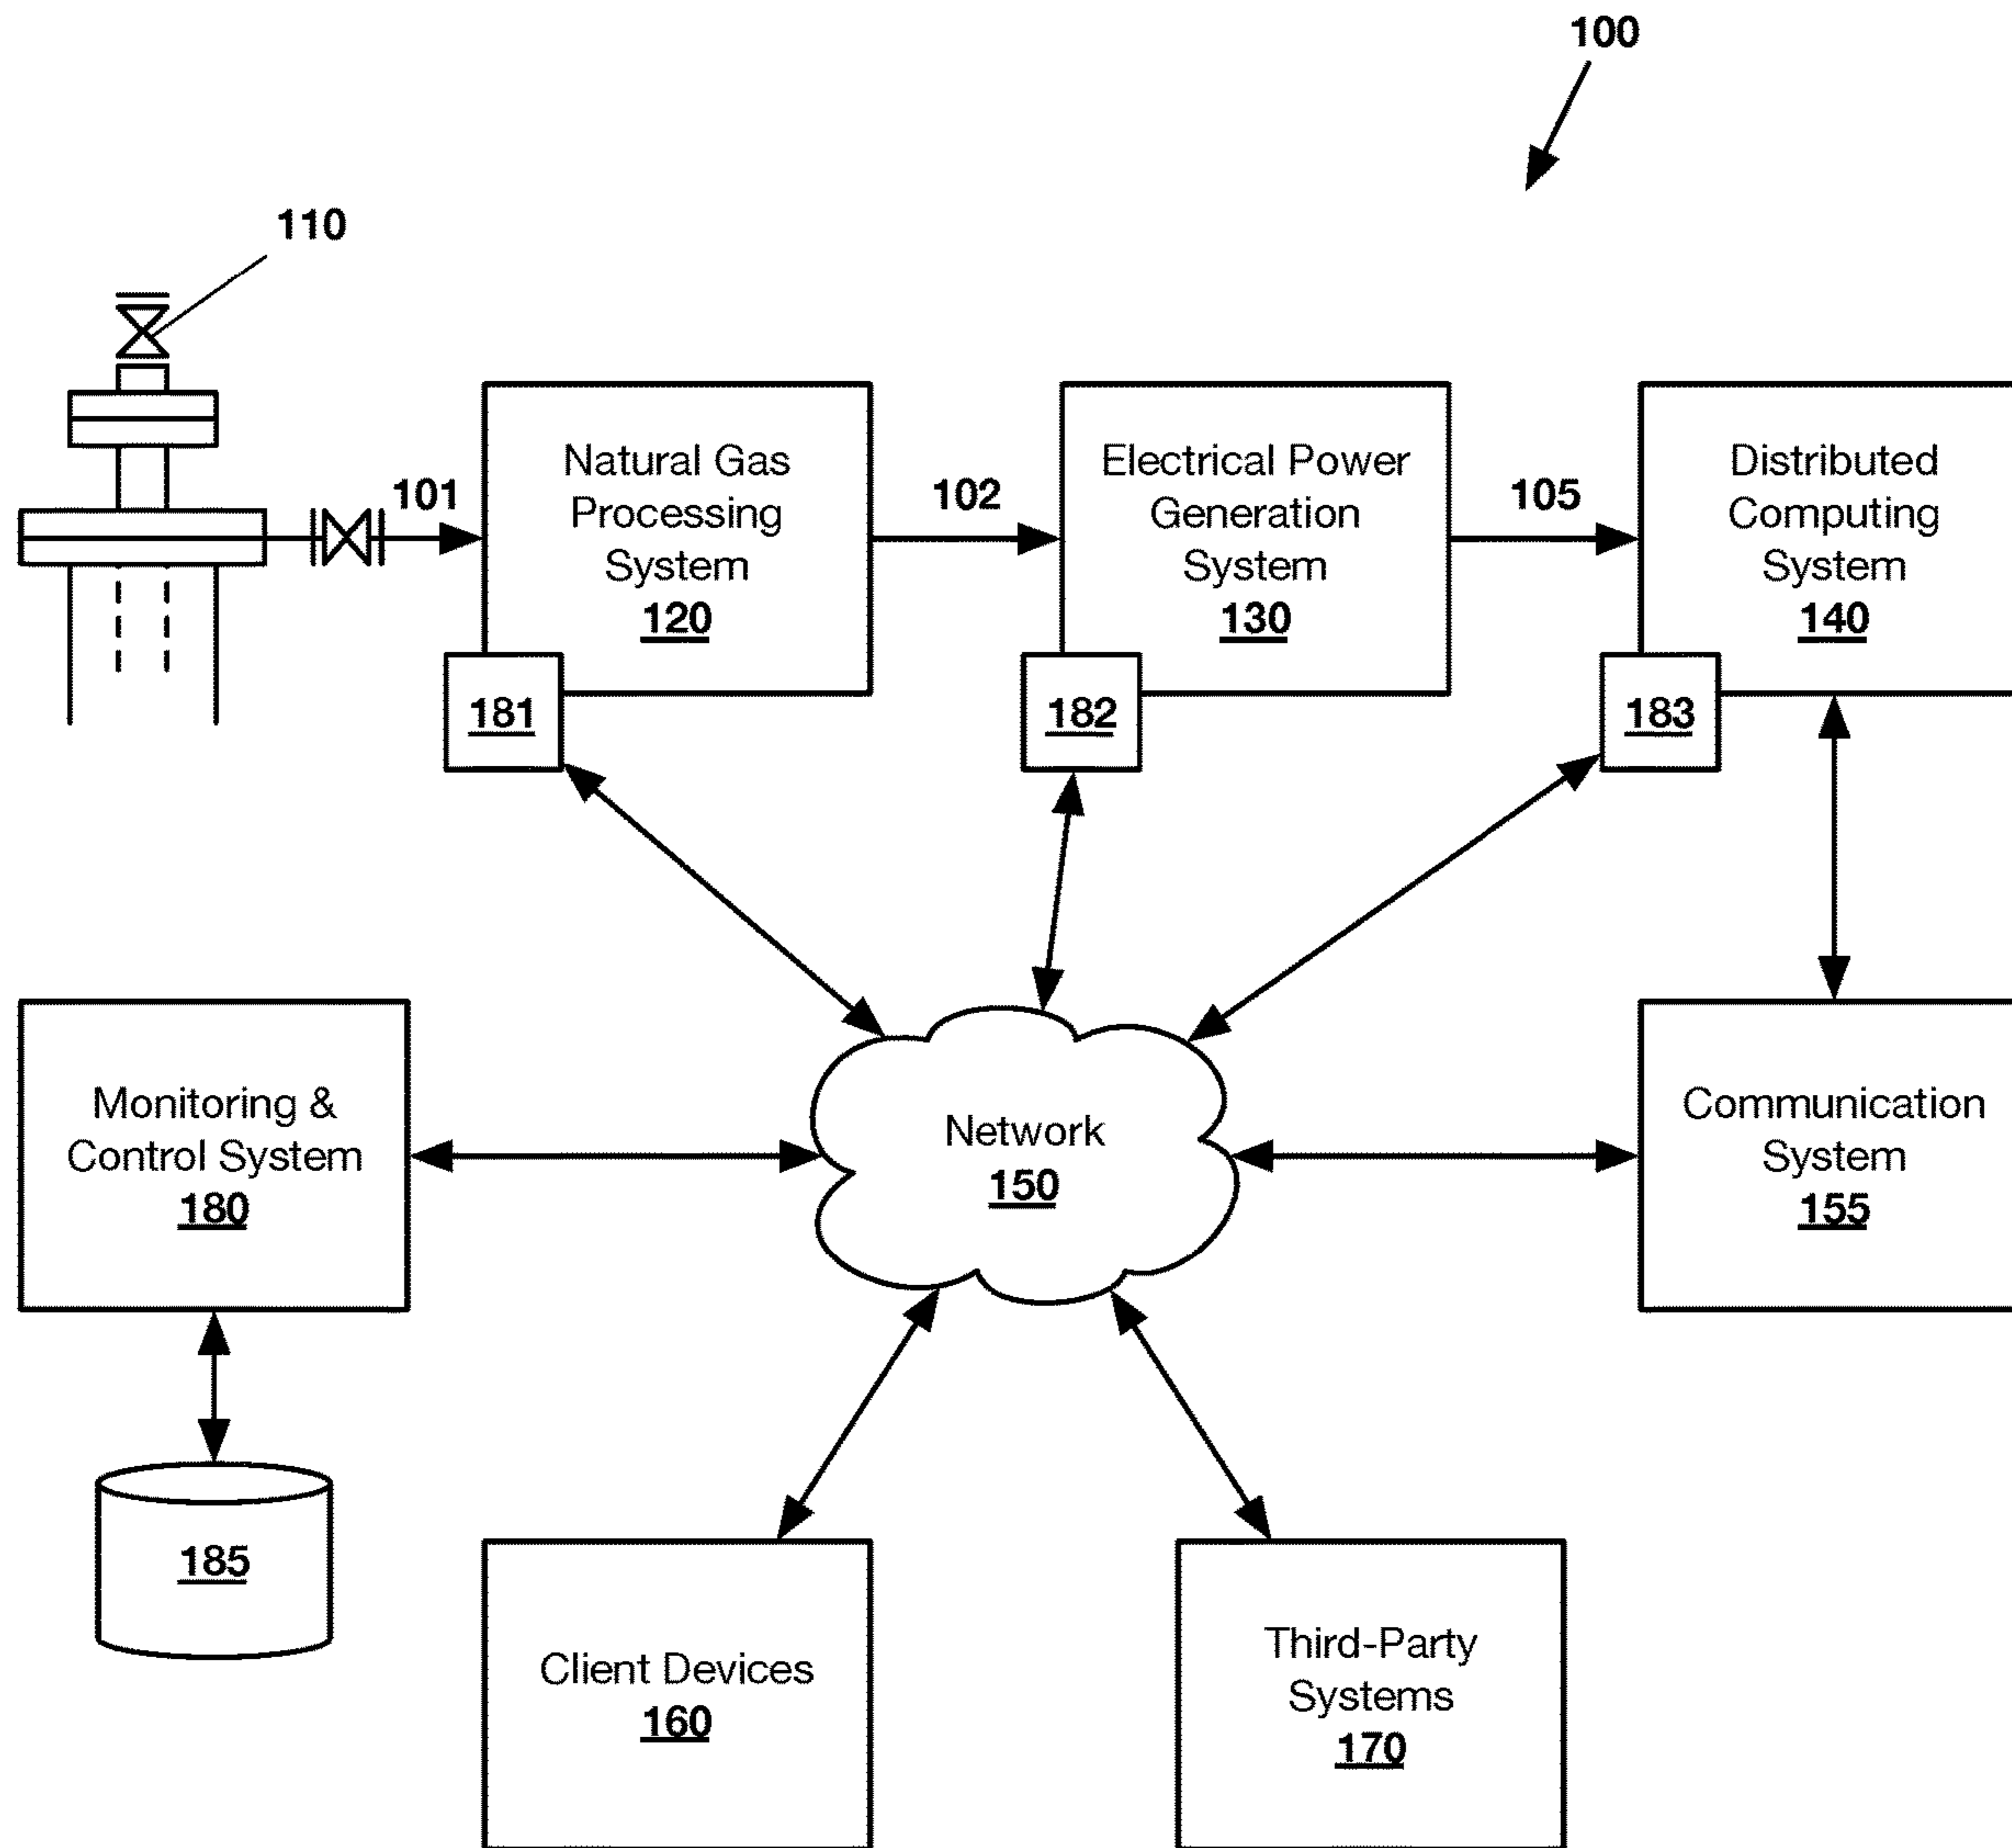 100
110
101
Natural Gas
Processing
System
120
102
Electrical Power
Generation
System
130
105
Distributed
Computing
System
140
181
182
183
Monitoring &
Control System
180
Network
150
Communication
System
155
185
Client Devices
160
Third-Party
Systems
170